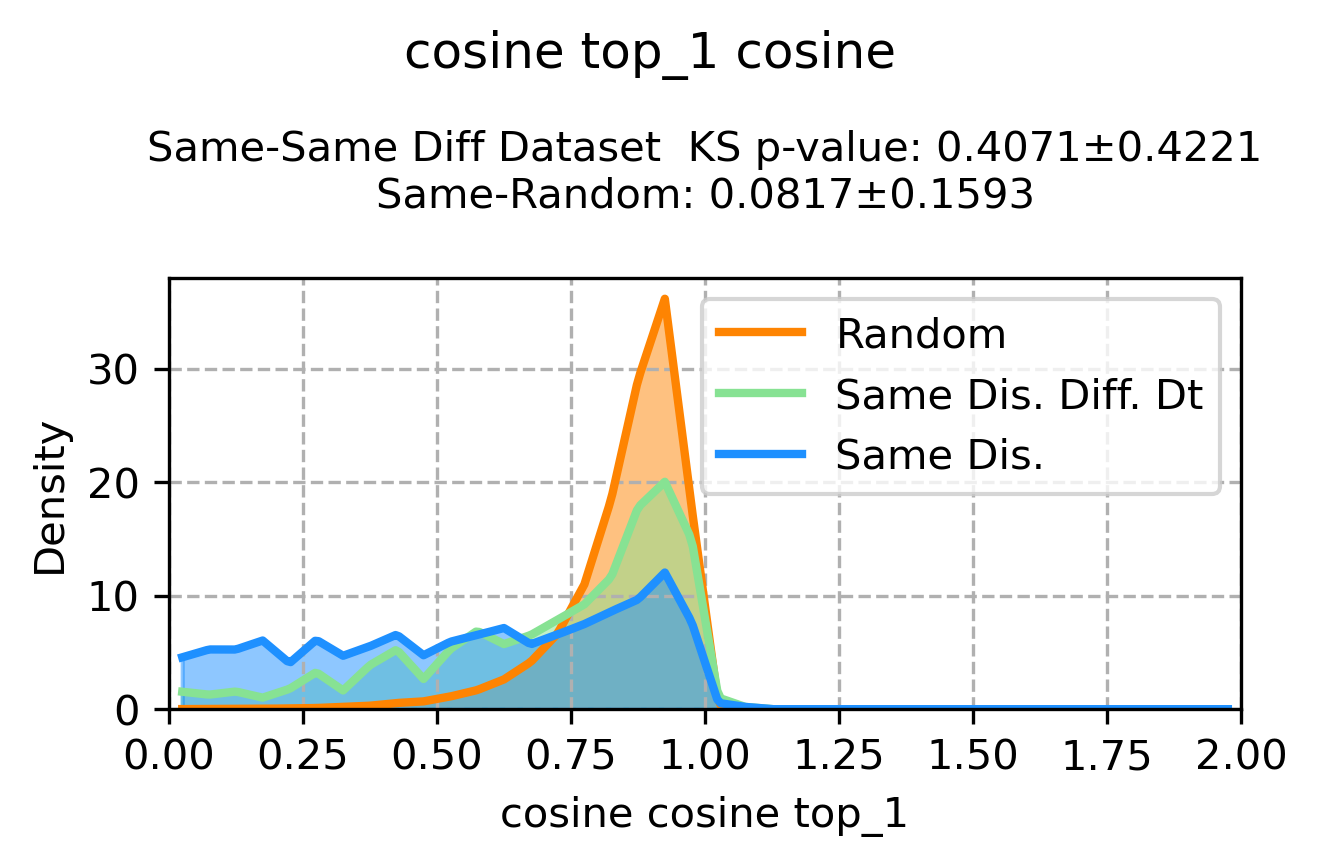 cosine top_1 cosine
Same-Same Diff Dataset  KS p-value: 0.4071±0.4221
Same-Random: 0.0817±0.1593
Random
Same Dis. Diff. Dt
Same Dis.
Density
30
20
10
0
0.00 0.25 0.50 0.75 1.00 1.25 1.50 1.75 2.00
cosine cosine top_1